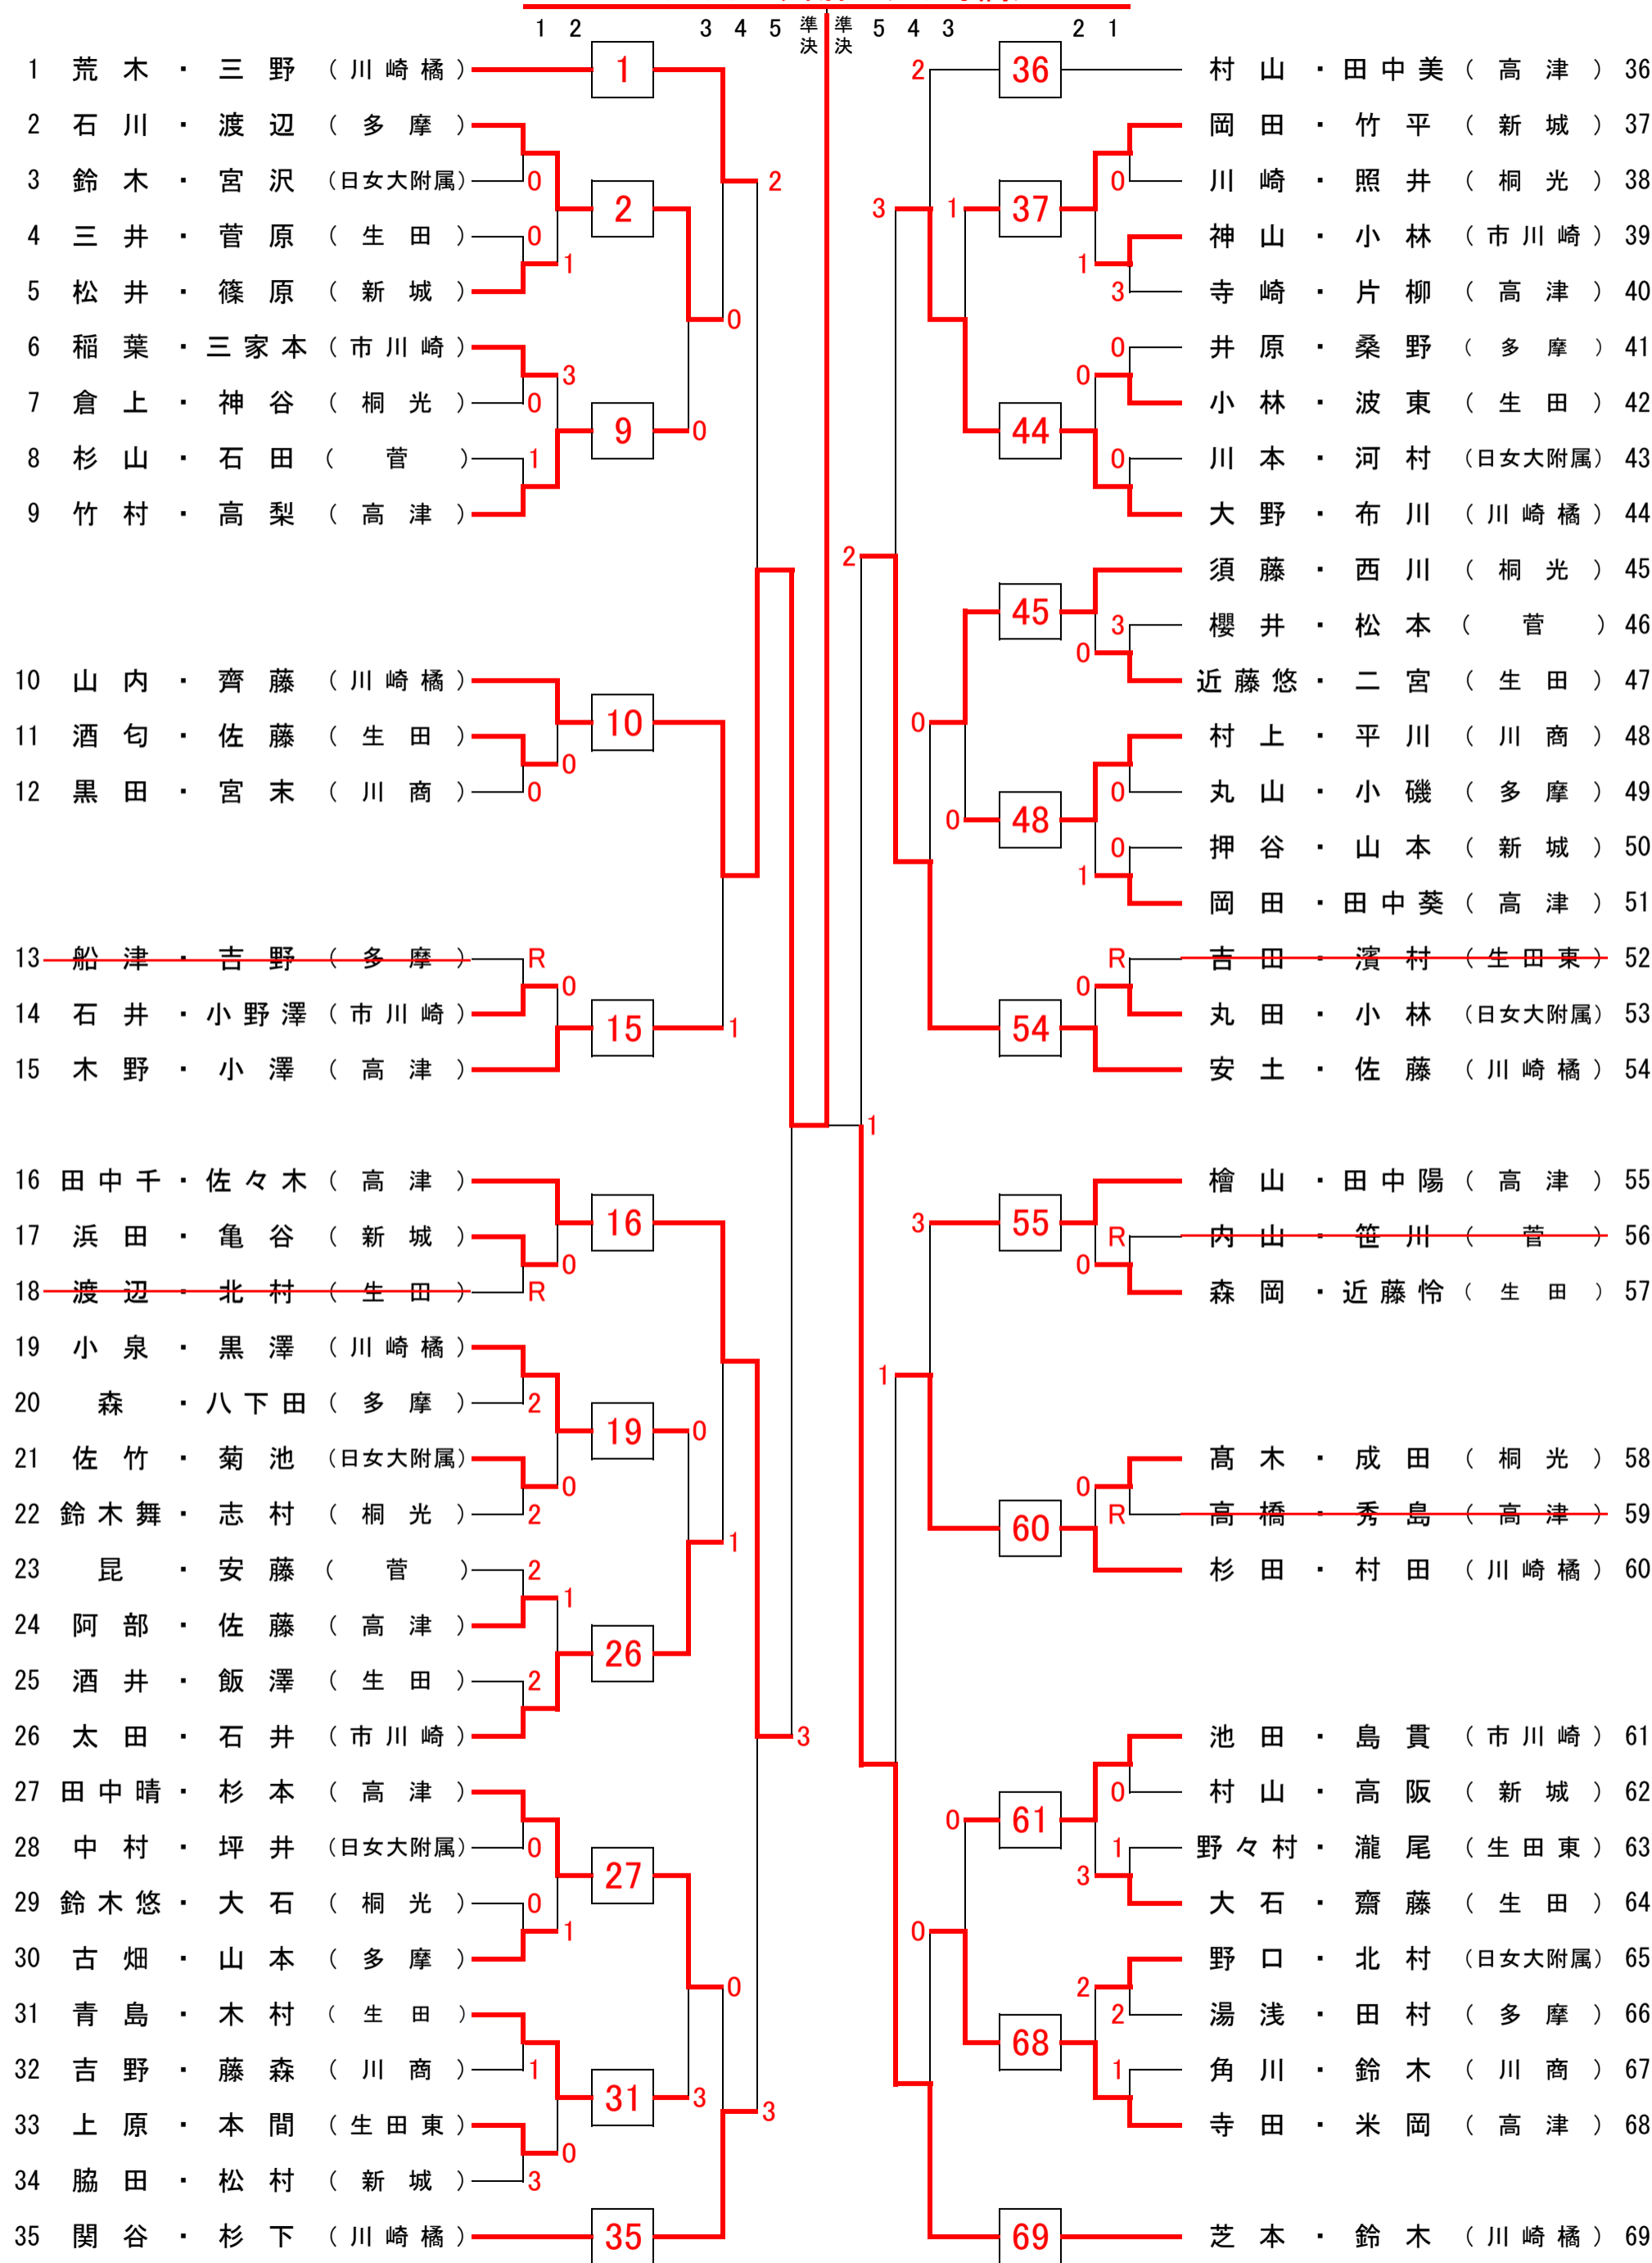 1 2 3 4 5 準決 準決 5 4 3 2 1
1 荒木・三野 (川崎橘) 1 2 36 村山・田中美 (高津) 36
2 石川・渡辺 (多摩) 岡田・竹平 (新城) 37
3 鈴木・宮沢 (日女大附属) 0 2 2 3 1 37 0 川崎・照井 (桐光) 38
4 三井・菅原 (生田) 0 1 1 神山・小林 (市川崎) 39
5 松井・篠原 (新城) 0 3 寺崎・片柳 (高津) 40
6 稲葉・三家本 (市川崎) 3 0 0 井原・桑野 (多摩) 41
7 倉上・神谷 (桐光) 0 9 0 44 小林・波東 (生田) 42
8 杉山・石田 (菅) 1 0 川本・河村 (日女大附属) 43
9 竹村・高梨 (高津) 大野・布川 (川崎橘) 44
2 45 須藤・西川 (桐光) 45
3 0 櫻井・松本 (菅) 46
10 山内・齊藤 (川崎橘) 10 近藤悠・二宮 (生田) 47
11 酒匂・佐藤 (生田) 0 0 村上・平川 (川商) 48
12 黒田・宮末 (川商) 0 0 48 0 丸山・小磯 (多摩) 49
0 1 押谷・山本 (新城) 50
岡田・田中葵 (高津) 51
13 船津・吉野 (多摩) R 0 R 0 吉田・濱村 (生田東) 52
14 石井・小野澤 (市川崎) 15 1 54 丸田・小林 (日女大附属) 53
15 木野・小澤 (高津) 安土・佐藤 (川崎橘) 54
1
16 田中千・佐々木 (高津) 16 3 55 檜山・田中陽 (高津) 55
17 浜田・亀谷 (新城) 0 R 0 内山・笹川 (菅) 56
18 渡辺・北村 (生田) R 森岡・近藤怜 (生田) 57
19 小泉・黒澤 (川崎橘) 1
20 森・八下田 (多摩) 2 19 0
21 佐竹・菊池 (日女大附属) 0 0 髙木・成田 (桐光) 58
22 鈴木舞・志村 (桐光) 2 1 60 R 高橋・秀島 (高津) 59
23 昆・安藤 (菅) 2 1 杉田・村田 (川崎橘) 60
24 阿部・佐藤 (高津) 26
25 酒井・飯澤 (生田) 2
26 太田・石井 (市川崎) 3 池田・島貫 (市川崎) 61
27 田中晴・杉本 (高津) 0 61 0 村山・高阪 (新城) 62
28 中村・坪井 (日女大附属) 0 27 1 3 野々村・瀧尾 (生田東) 63
29 鈴木悠・大石 (桐光) 0 1 0 大石・齋藤 (生田) 64
30 古畑・山本 (多摩) 0 2 野口・北村 (日女大附属) 65
31 青島・木村 (生田) 68 2 湯浅・田村 (多摩) 66
32 吉野・藤森 (川商) 1 31 3 3 1 角川・鈴木 (川商) 67
33 上原・本間 (生田東) 0 寺田・米岡 (高津) 68
34 脇田・松村 (新城) 3
35 関谷・杉下 (川崎橘) 35 69 芝本・鈴木 (川崎橘) 69